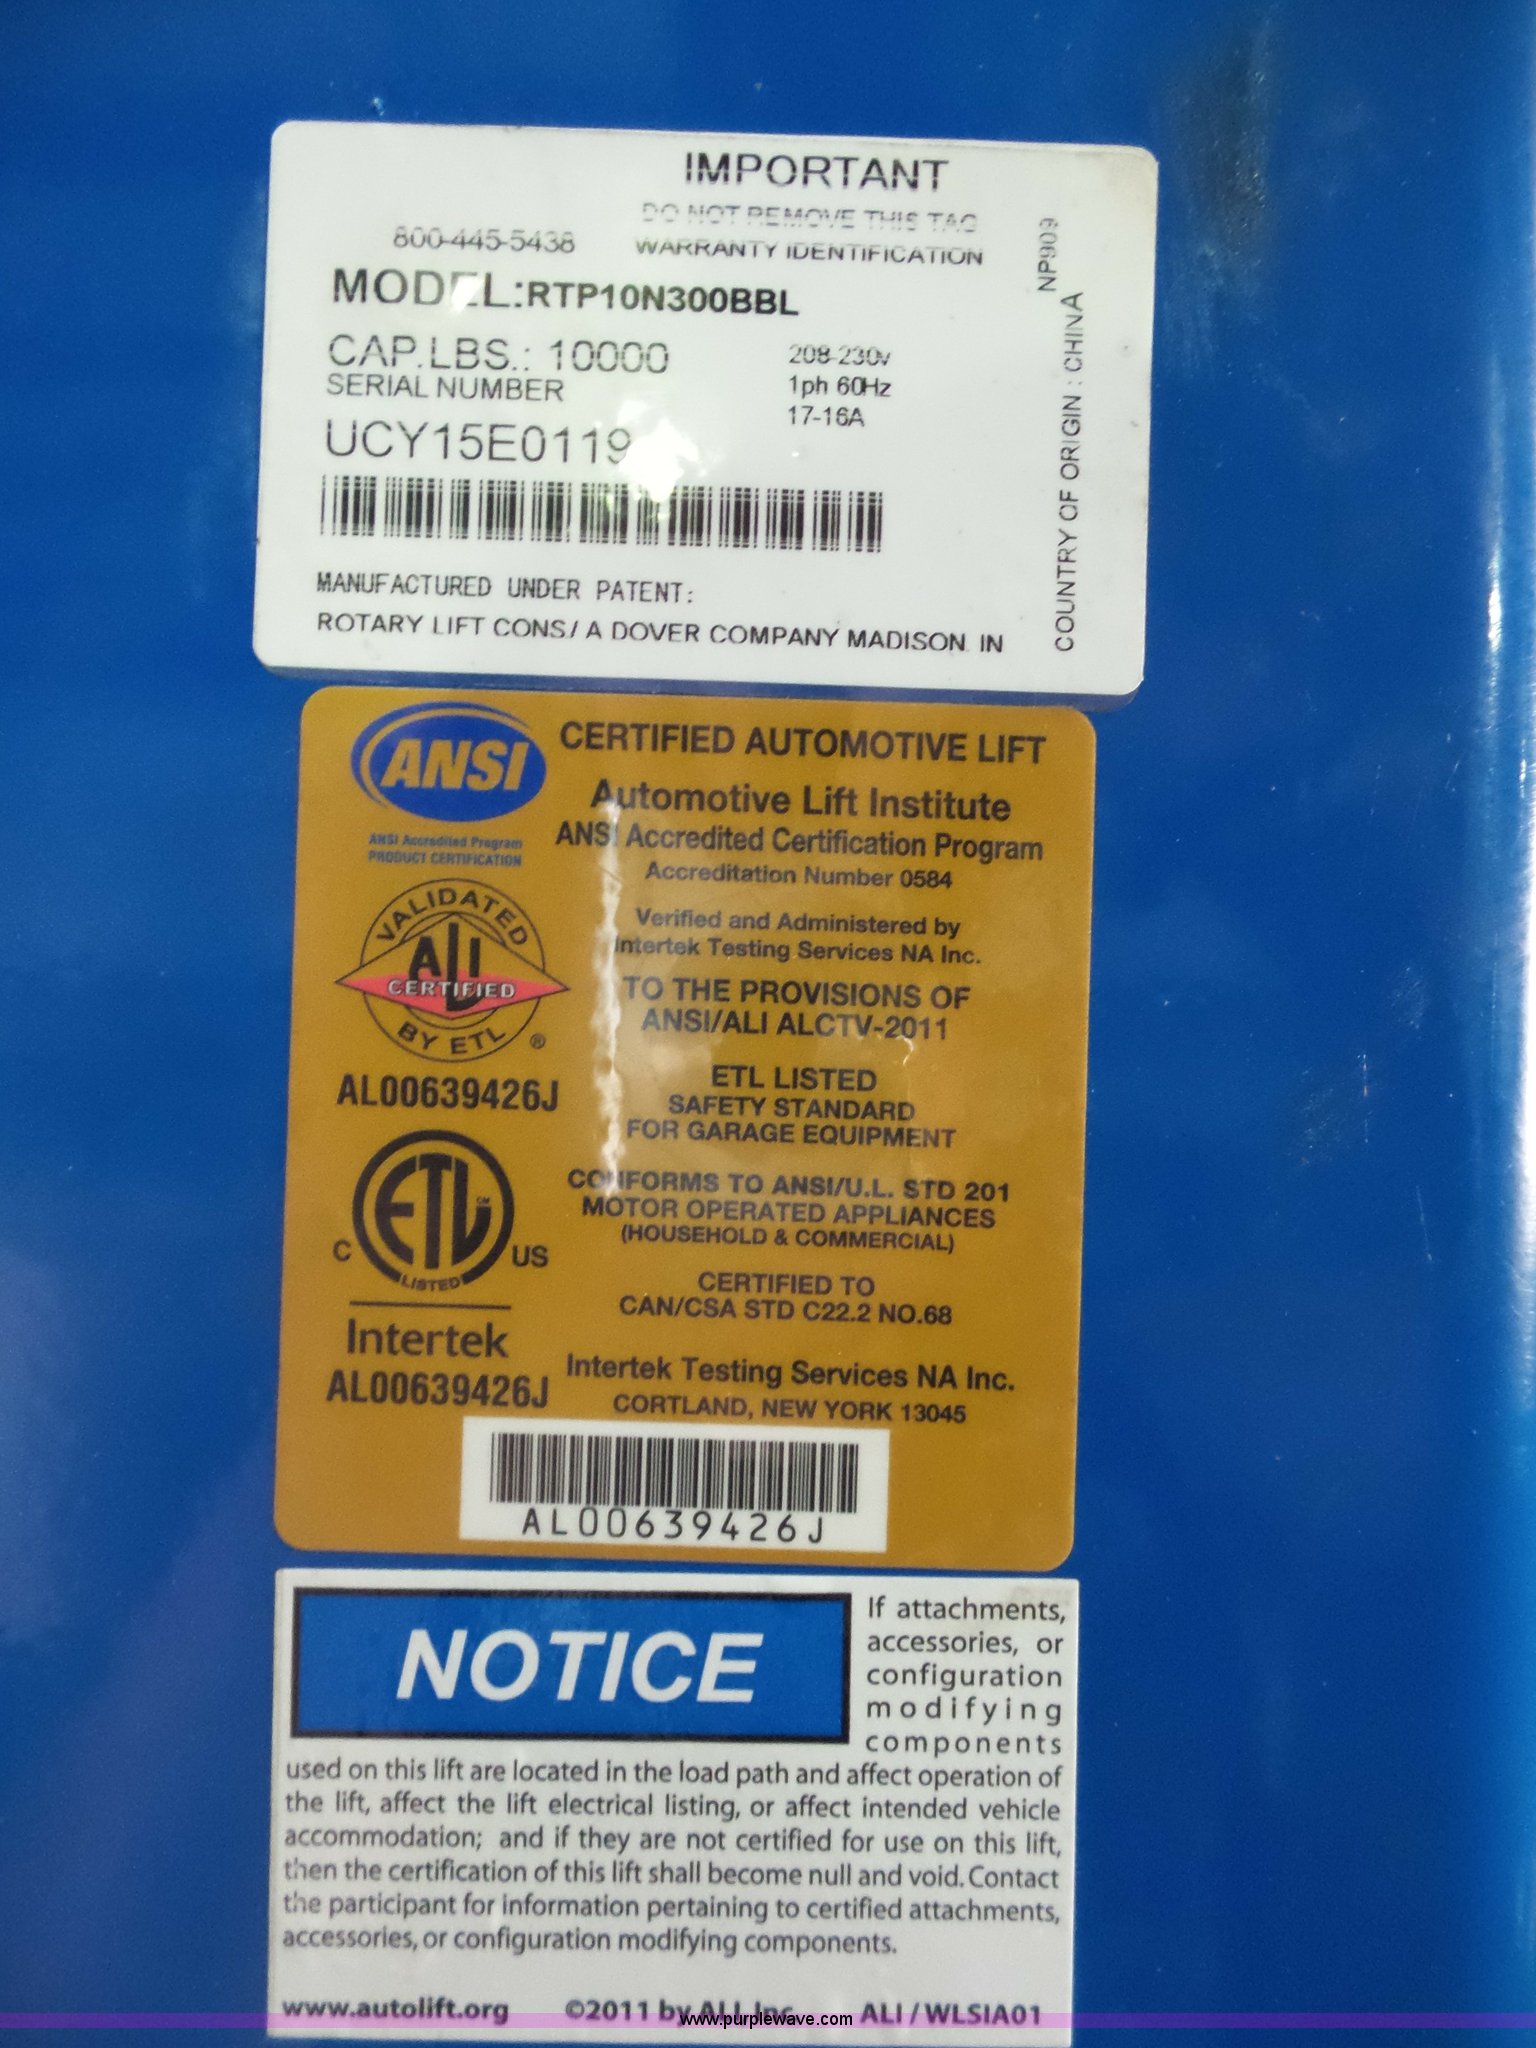 IMPORTANT
DO NOT REMOVE THIS TAG
800-445-5438 WARRANTY IDENTIFICATION
MODEL:RTP10N300BBL
CAP.LBS.: 10000 208-230v
SERIAL NUMBER 1ph 60Hz
17-16A
UCY15E0119
MANUFACTURED UNDER PATENT:
ROTARY LIFT CONS/ A DOVER COMPANY MADISON IN
NP909
COUNTRY OF ORIGIN : CHINA
ANSI
ANSI Accredited Program
PRODUCT CERTIFICATION
CERTIFIED AUTOMOTIVE LIFT
Automotive Lift Institute
ANSI Accredited Certification Program
Accreditation Number 0584
Verified and Administered by
Intertek Testing Services NA Inc.
TO THE PROVISIONS OF
ANSI/ALI ALCTV-2011
VALIDATED
ALI
CERTIFIED
BY ETL ®
AL00639426J
ETL LISTED
SAFETY STANDARD
FOR GARAGE EQUIPMENT
CONFORMS TO ANSI/U.L. STD 201
MOTOR OPERATED APPLIANCES
(HOUSEHOLD & COMMERCIAL)
CERTIFIED TO
CAN/CSA STD C22.2 NO.68
C ETL US
LISTED
Intertek
AL00639426J
Intertek Testing Services NA Inc.
CORTLAND, NEW YORK 13045
AL00639426J
NOTICE
If attachments,
accessories, or
configuration
modifying
components
used on this lift are located in the load path and affect operation of
the lift, affect the lift electrical listing, or affect intended vehicle
accommodation; and if they are not certified for use on this lift,
then the certification of this lift shall become null and void. Contact
the participant for information pertaining to certified attachments,
accessories, or configuration modifying components.
www.autolift.org ©2011 by ALI, Inc. ALI / WLSIA01
www.purplewave.com